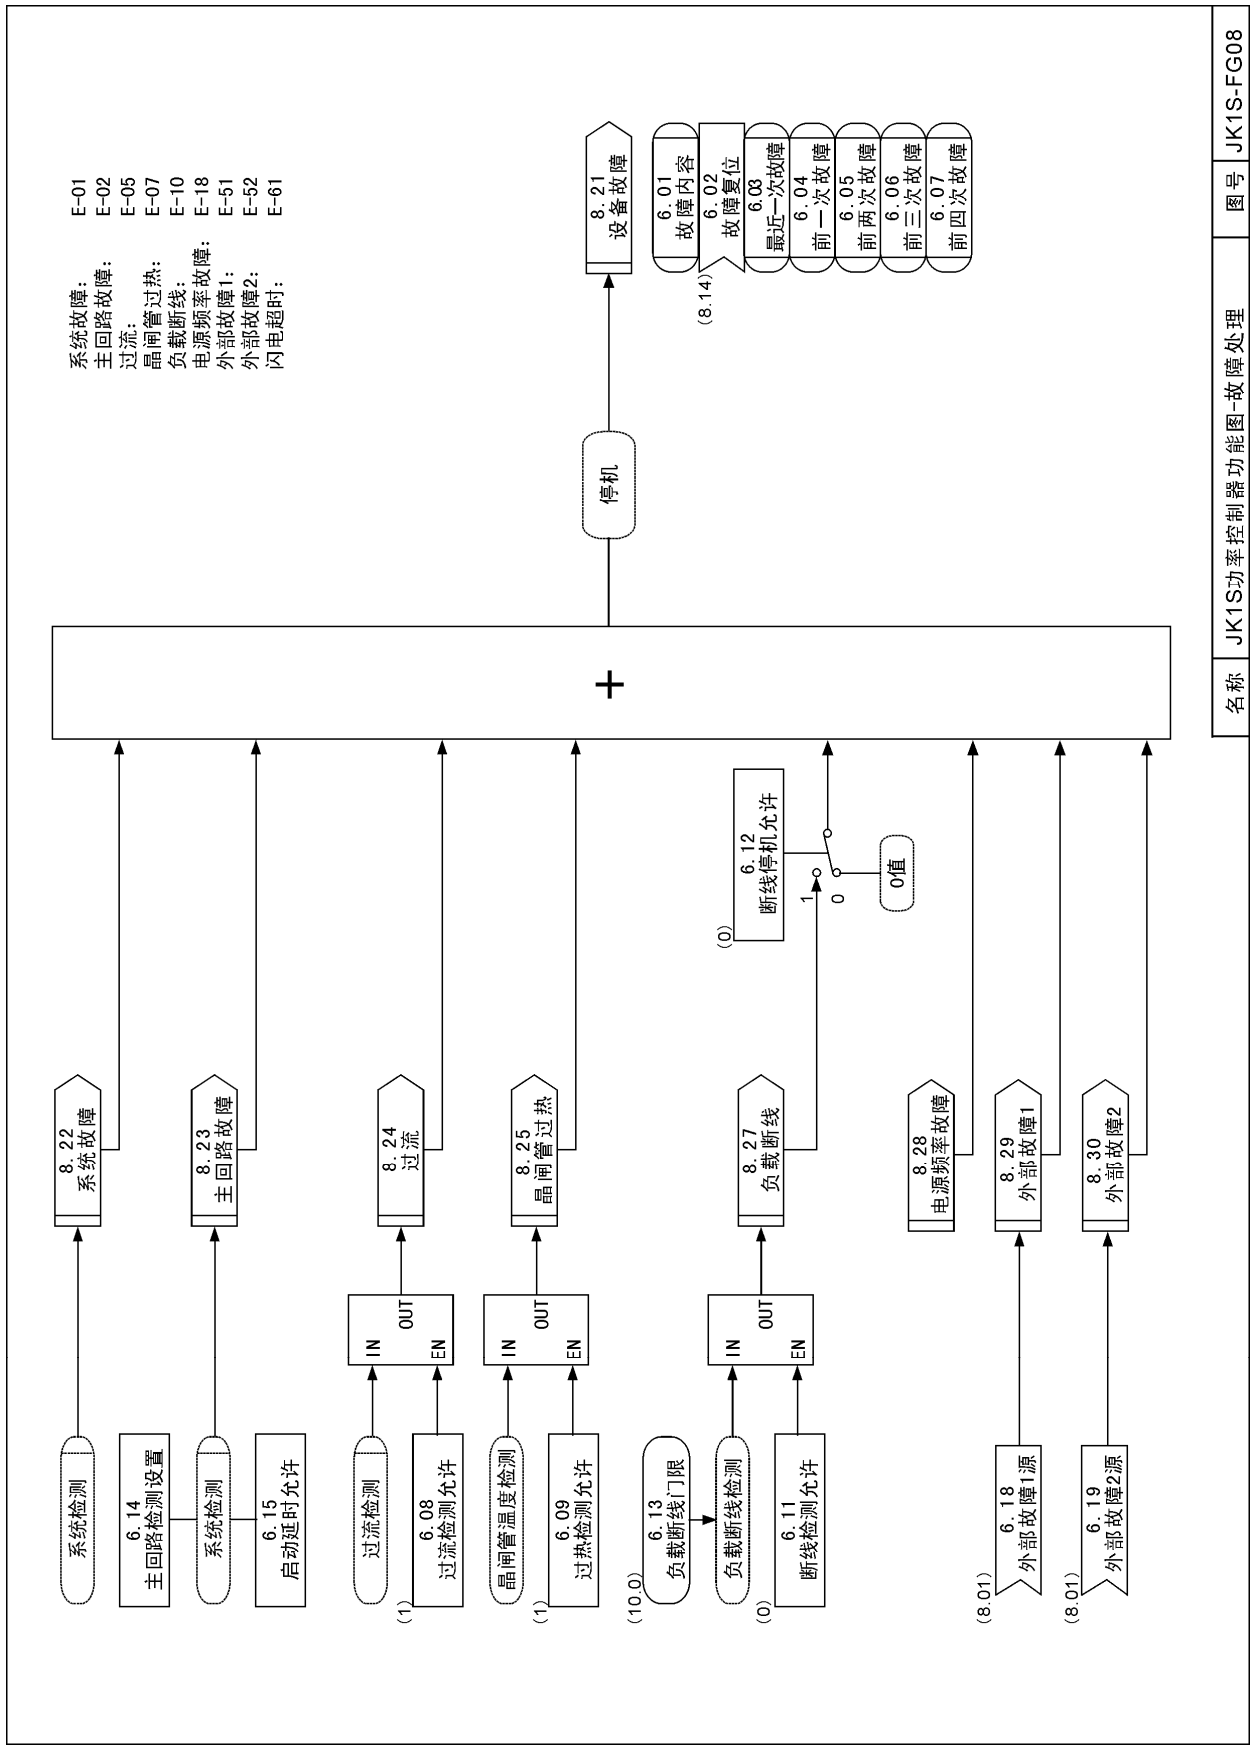 系统检测
8.22
系统故障
6.14
主回路检测设置
系统检测
8.23
主回路故障
6.15
启动延时允许
过流检测
IN
OUT
EN
8.24
过流
(1)
6.08
过流检测允许
晶闸管温度检测
IN
OUT
EN
8.25
晶闸管过热
(1)
6.09
过热检测允许
(10.0)
6.13
负载断线门限
负载断线检测
IN
OUT
EN
8.27
负载断线
(0)
6.11
断线检测允许
(0)
6.12
断线停机允许
1
0
0值
8.28
电源频率故障
(8.01)
6.18
外部故障1源
8.29
外部故障1
(8.01)
6.19
外部故障2源
8.30
外部故障2
+
停机
8.21
设备故障
6.01
故障内容
(8.14)
6.02
故障复位
6.03
最近一次故障
6.04
前一次故障
6.05
前两次故障
6.06
前三次故障
6.07
前四次故障
系统故障: E-01
主回路故障: E-02
过流: E-05
晶闸管过热: E-07
负载断线: E-10
电源频率故障: E-18
外部故障1: E-51
外部故障2: E-52
闪电超时: E-61
名称 JK1S功率控制器功能图-故障处理 图号 JK1S-FG08